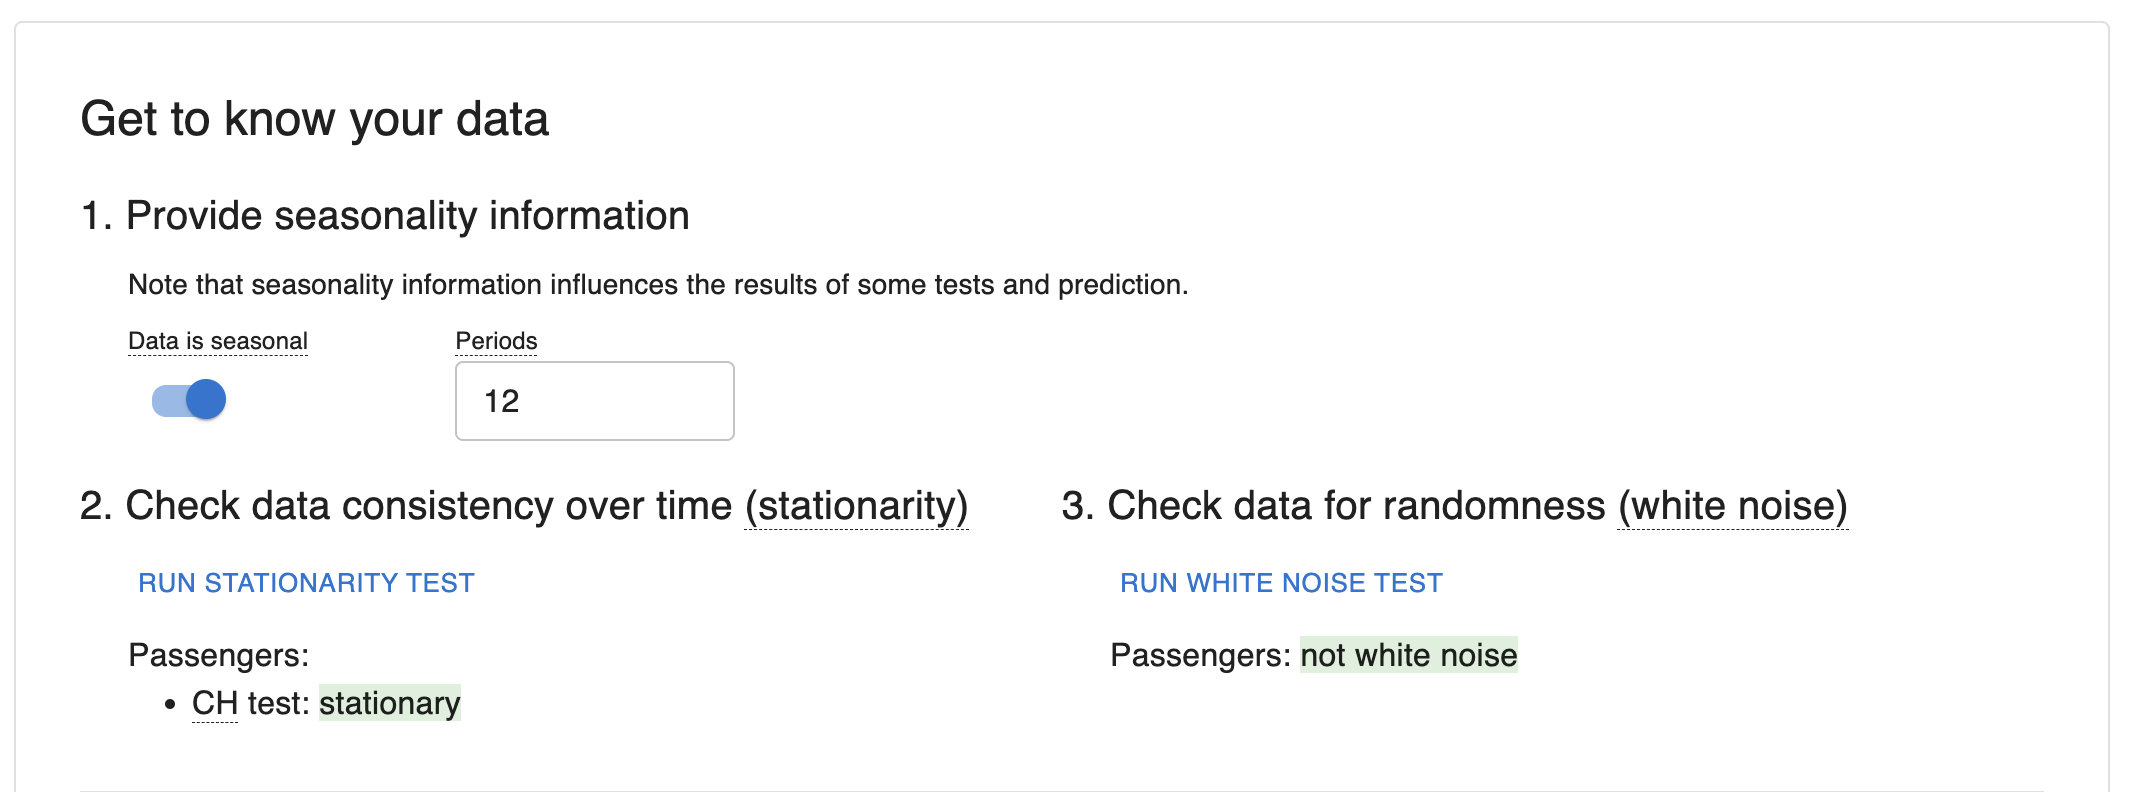 Get to know your data
1. Provide seasonality information
Note that seasonality information influences the results of some tests and prediction.
Data is seasonal
Periods
12
2. Check data consistency over time (stationarity)
RUN STATIONARITY TEST
Passengers:
• CH test: stationary
3. Check data for randomness (white noise)
RUN WHITE NOISE TEST
Passengers: not white noise